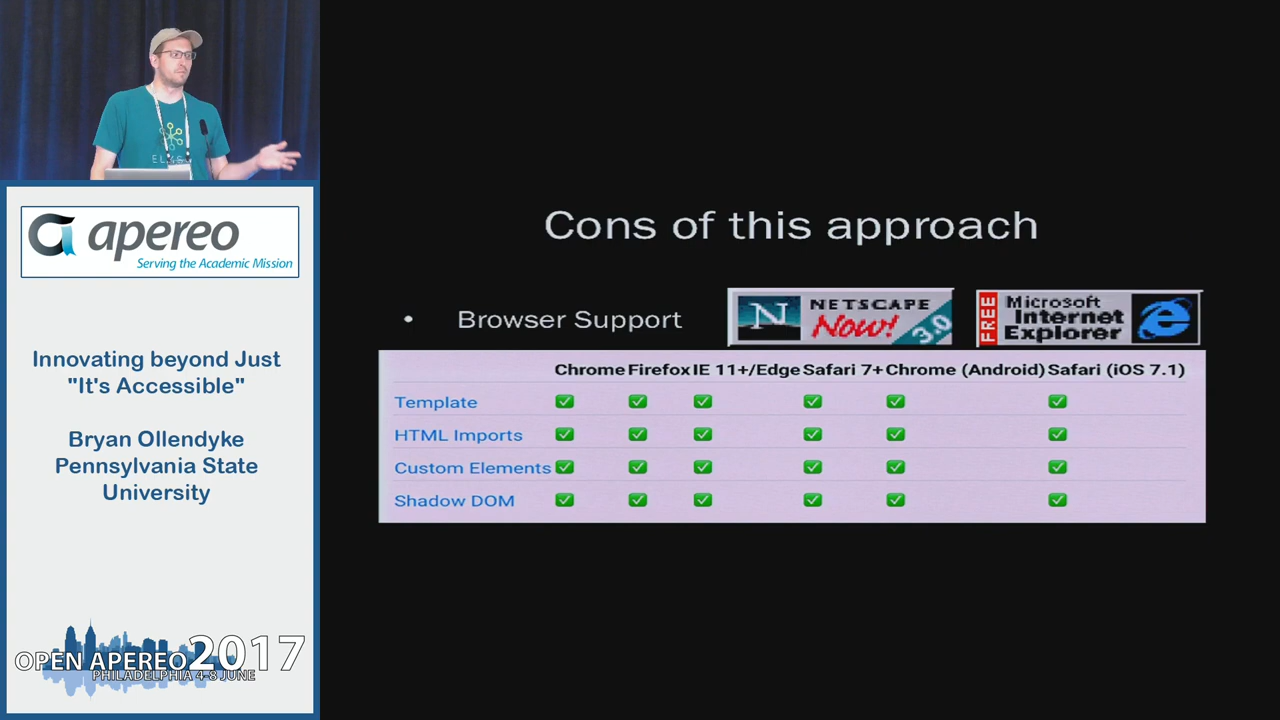 ELMS
apereo
Serving the Academic Mission
Innovating beyond Just
"It's Accessible"
Bryan Ollendyke
Pennsylvania State
University
OPEN APEREO 2017
PHILADELPHIA 4-8 JUNE
Cons of this approach
• Browser Support
NETSCAPE
Now! 3.0
FREE
Microsoft
Internet
Explorer
Chrome Firefox IE 11+/Edge Safari 7+ Chrome (Android) Safari (iOS 7.1)
Template
HTML Imports
Custom Elements
Shadow DOM